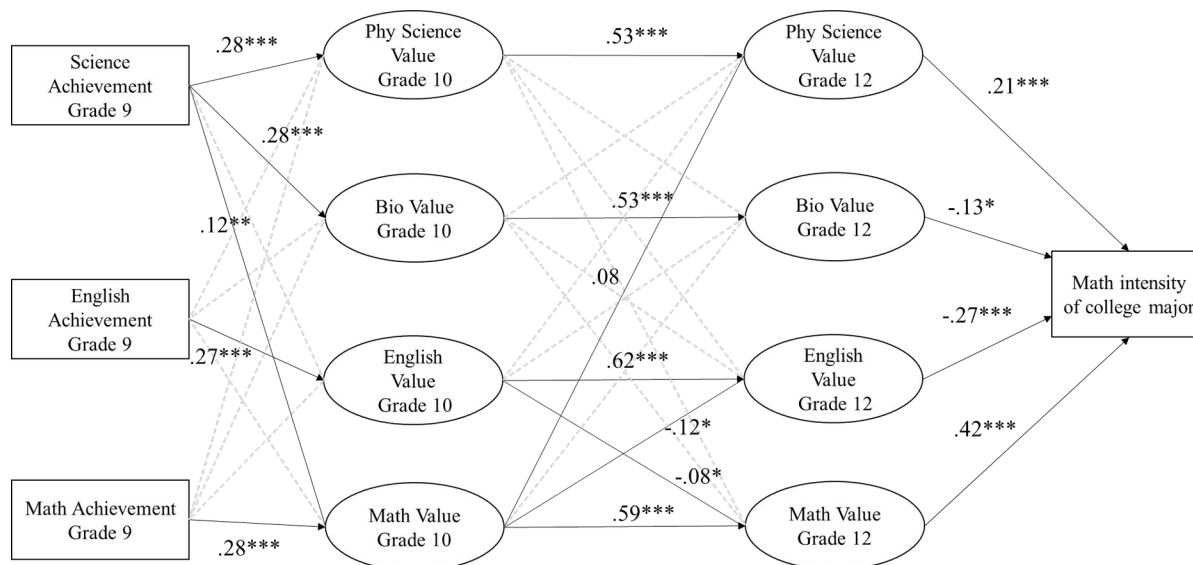 Science
Achievement
Grade 9
English
Achievement
Grade 9
Math Achievement
Grade 9
.28***
.28***
.12**
.27***
.28***
Phy Science
Value
Grade 10
Bio Value
Grade 10
English
Value
Grade 10
Math Value
Grade 10
.53***
.53***
.08
.62***
-.12*
-.08*
.59***
Phy Science
Value
Grade 12
Bio Value
Grade 12
English
Value
Grade 12
Math Value
Grade 12
.21***
-.13*
-.27***
.42***
Math intensity
of college major